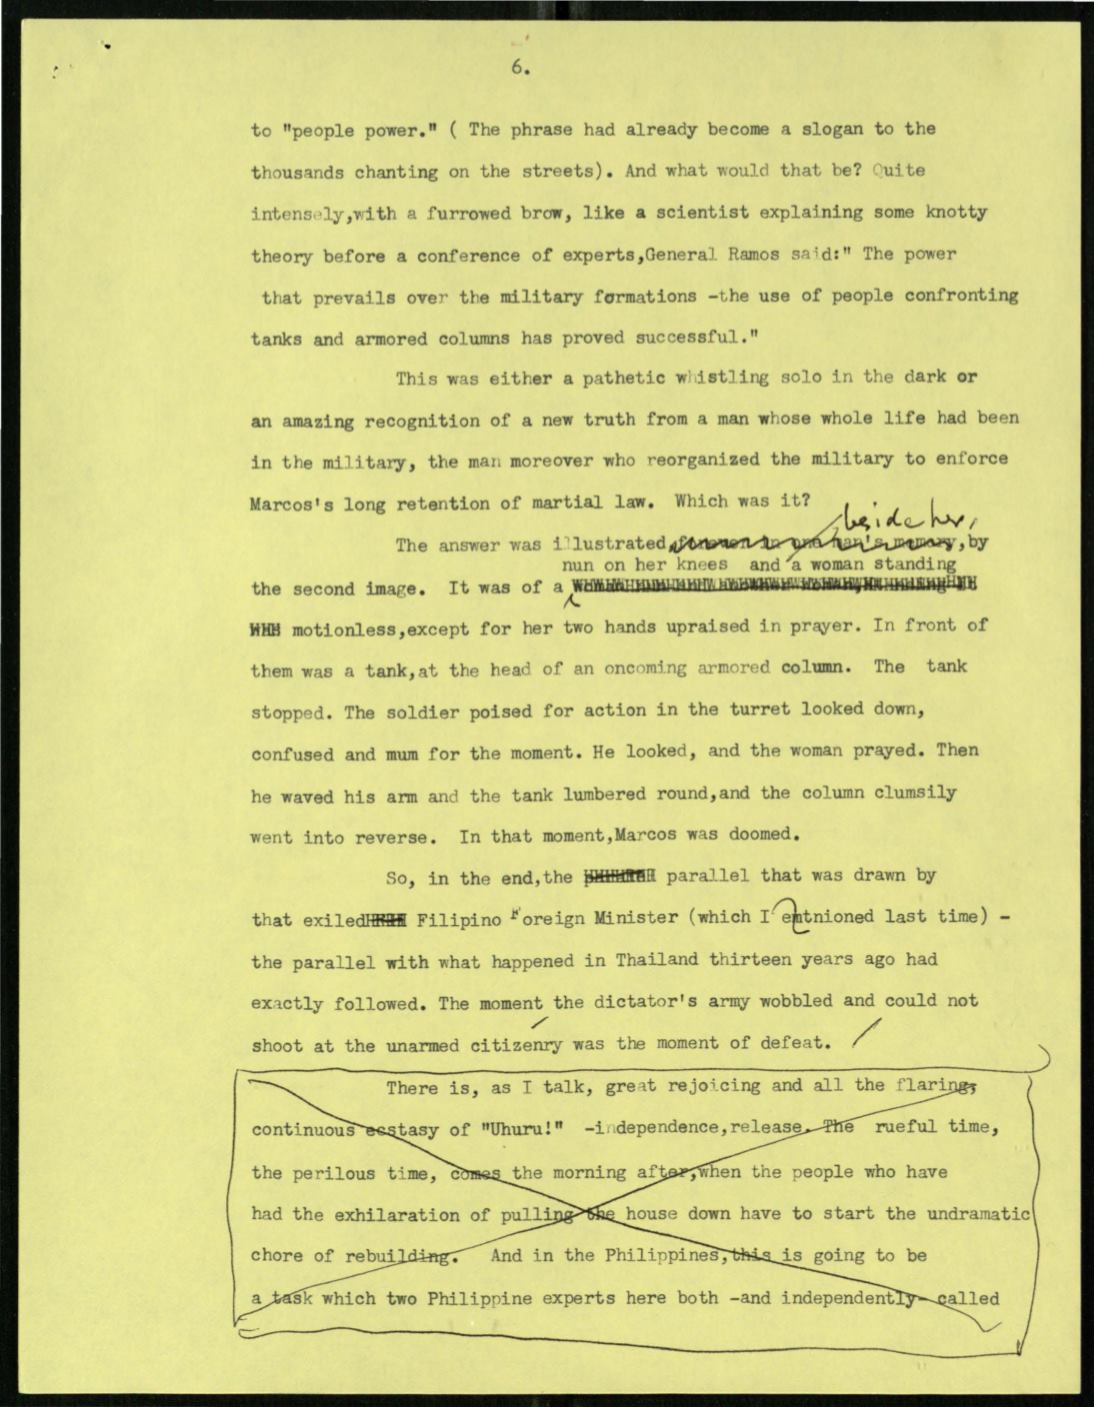 6.
to "people power." ( The phrase had already become a slogan to the
thousands chanting on the streets). And what would that be? Quite
intensely,with a furrowed brow, like a scientist explaining some knotty
theory before a conference of experts,General Ramos said:" The power
that prevails over the military formations -the use of people confronting
tanks and armored columns has proved successful."
This was either a pathetic whistling solo in the dark or
an amazing recognition of a new truth from a man whose whole life had been
in the military, the man moreover who reorganized the military to enforce
Marcos's long retention of martial law. Which was it?
beside her,
The answer was illustrated, in one man's memory, by
nun on her knees and a woman standing
the second image. It was of a
motionless,except for her two hands upraised in prayer. In front of
them was a tank,at the head of an oncoming armored column. The tank
stopped. The soldier poised for action in the turret looked down,
confused and mum for the moment. He looked, and the woman prayed. Then
he waved his arm and the tank lumbered round,and the column clumsily
went into reverse. In that moment,Marcos was doomed.
So, in the end,the parallel that was drawn by
that exiled Filipino Foreign Minister (which I emtnioned last time) -
the parallel with what happened in Thailand thirteen years ago had
exactly followed. The moment the dictator's army wobbled and could not
shoot at the unarmed citizenry was the moment of defeat.
There is, as I talk, great rejoicing and all the flaring,
continuous ecstasy of "Uhuru!" -independence,release. The rueful time,
the perilous time, comes the morning after,when the people who have
had the exhilaration of pulling the house down have to start the undramatic
chore of rebuilding. And in the Philippines,this is going to be
a task which two Philippine experts here both -and independently- called